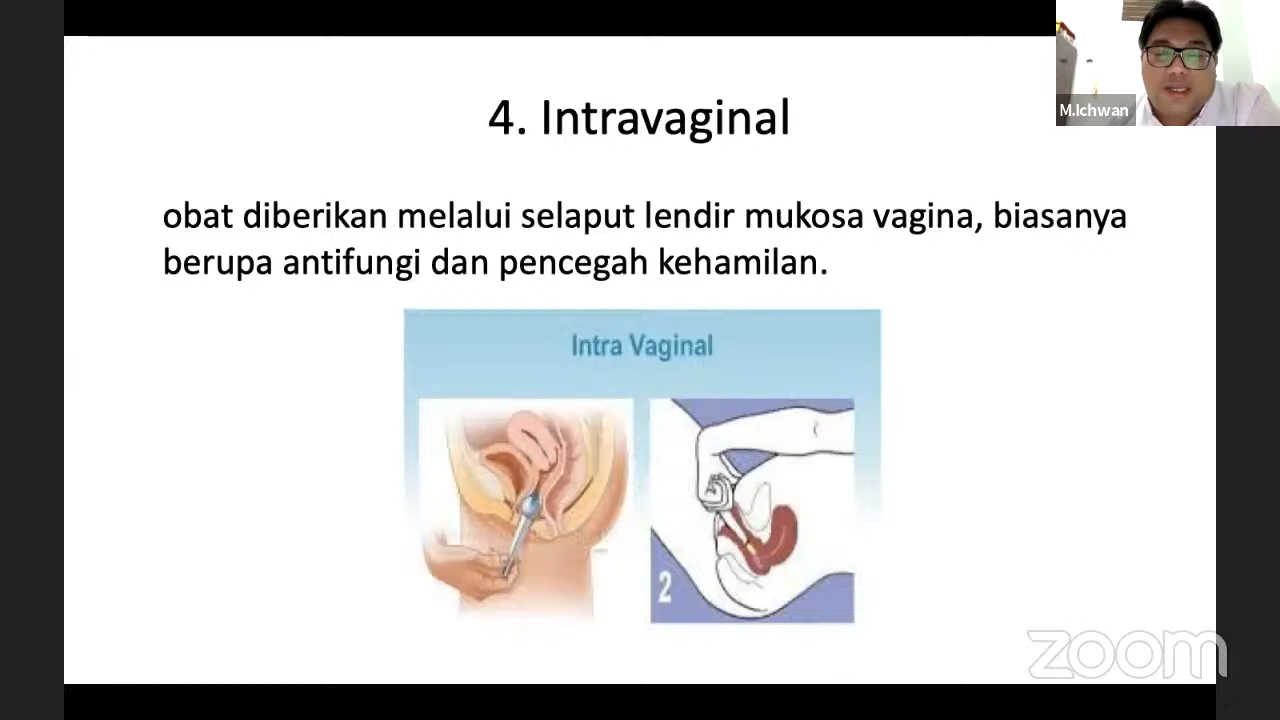 4. Intravaginal
M.Ichwan
obat diberikan melalui selaput lendir mukosa vagina, biasanya
berupa antifungi dan pencegah kehamilan.
Intra Vaginal
2
zoom